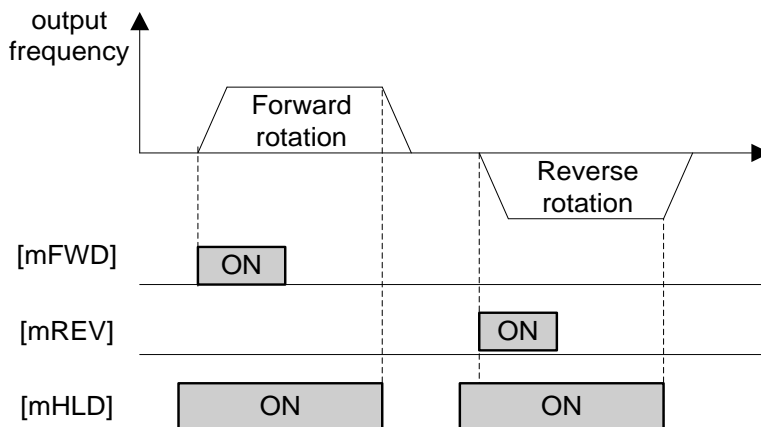 output
frequency
Forward
rotation
Reverse
rotation
[mFWD]
ON
[mREV]
ON
[mHLD]
ON
ON